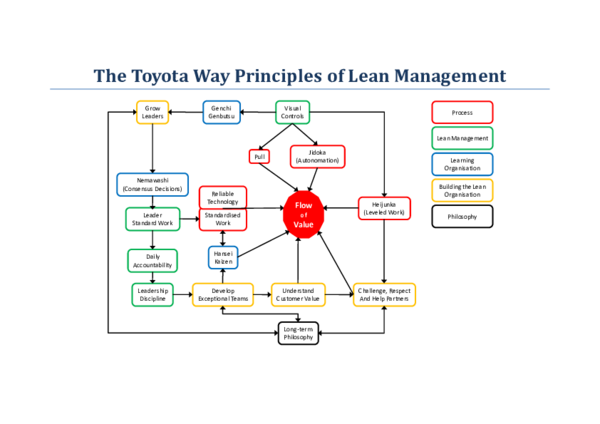 The Toyota Way Principles of Lean Management
Grow
Leaders
Genchi
Genbutsu
Visual
Controls
Process
Lean Management
Learning
Organisation
Building the Lean
Organisation
Philosophy
Pull
Jidoka
(Autonomation)
Nemawashi
(Consensus Decisions)
Reliable
Technology
Leader
Standard Work
Standardised
Work
Flow
of
Value
Heijunka
(Leveled Work)
Daily
Accountability
Hansei
Kaizen
Leadership
Discipline
Develop
Exceptional Teams
Understand
Customer Value
Challenge, Respect
And Help Partners
Long-term
Philosophy